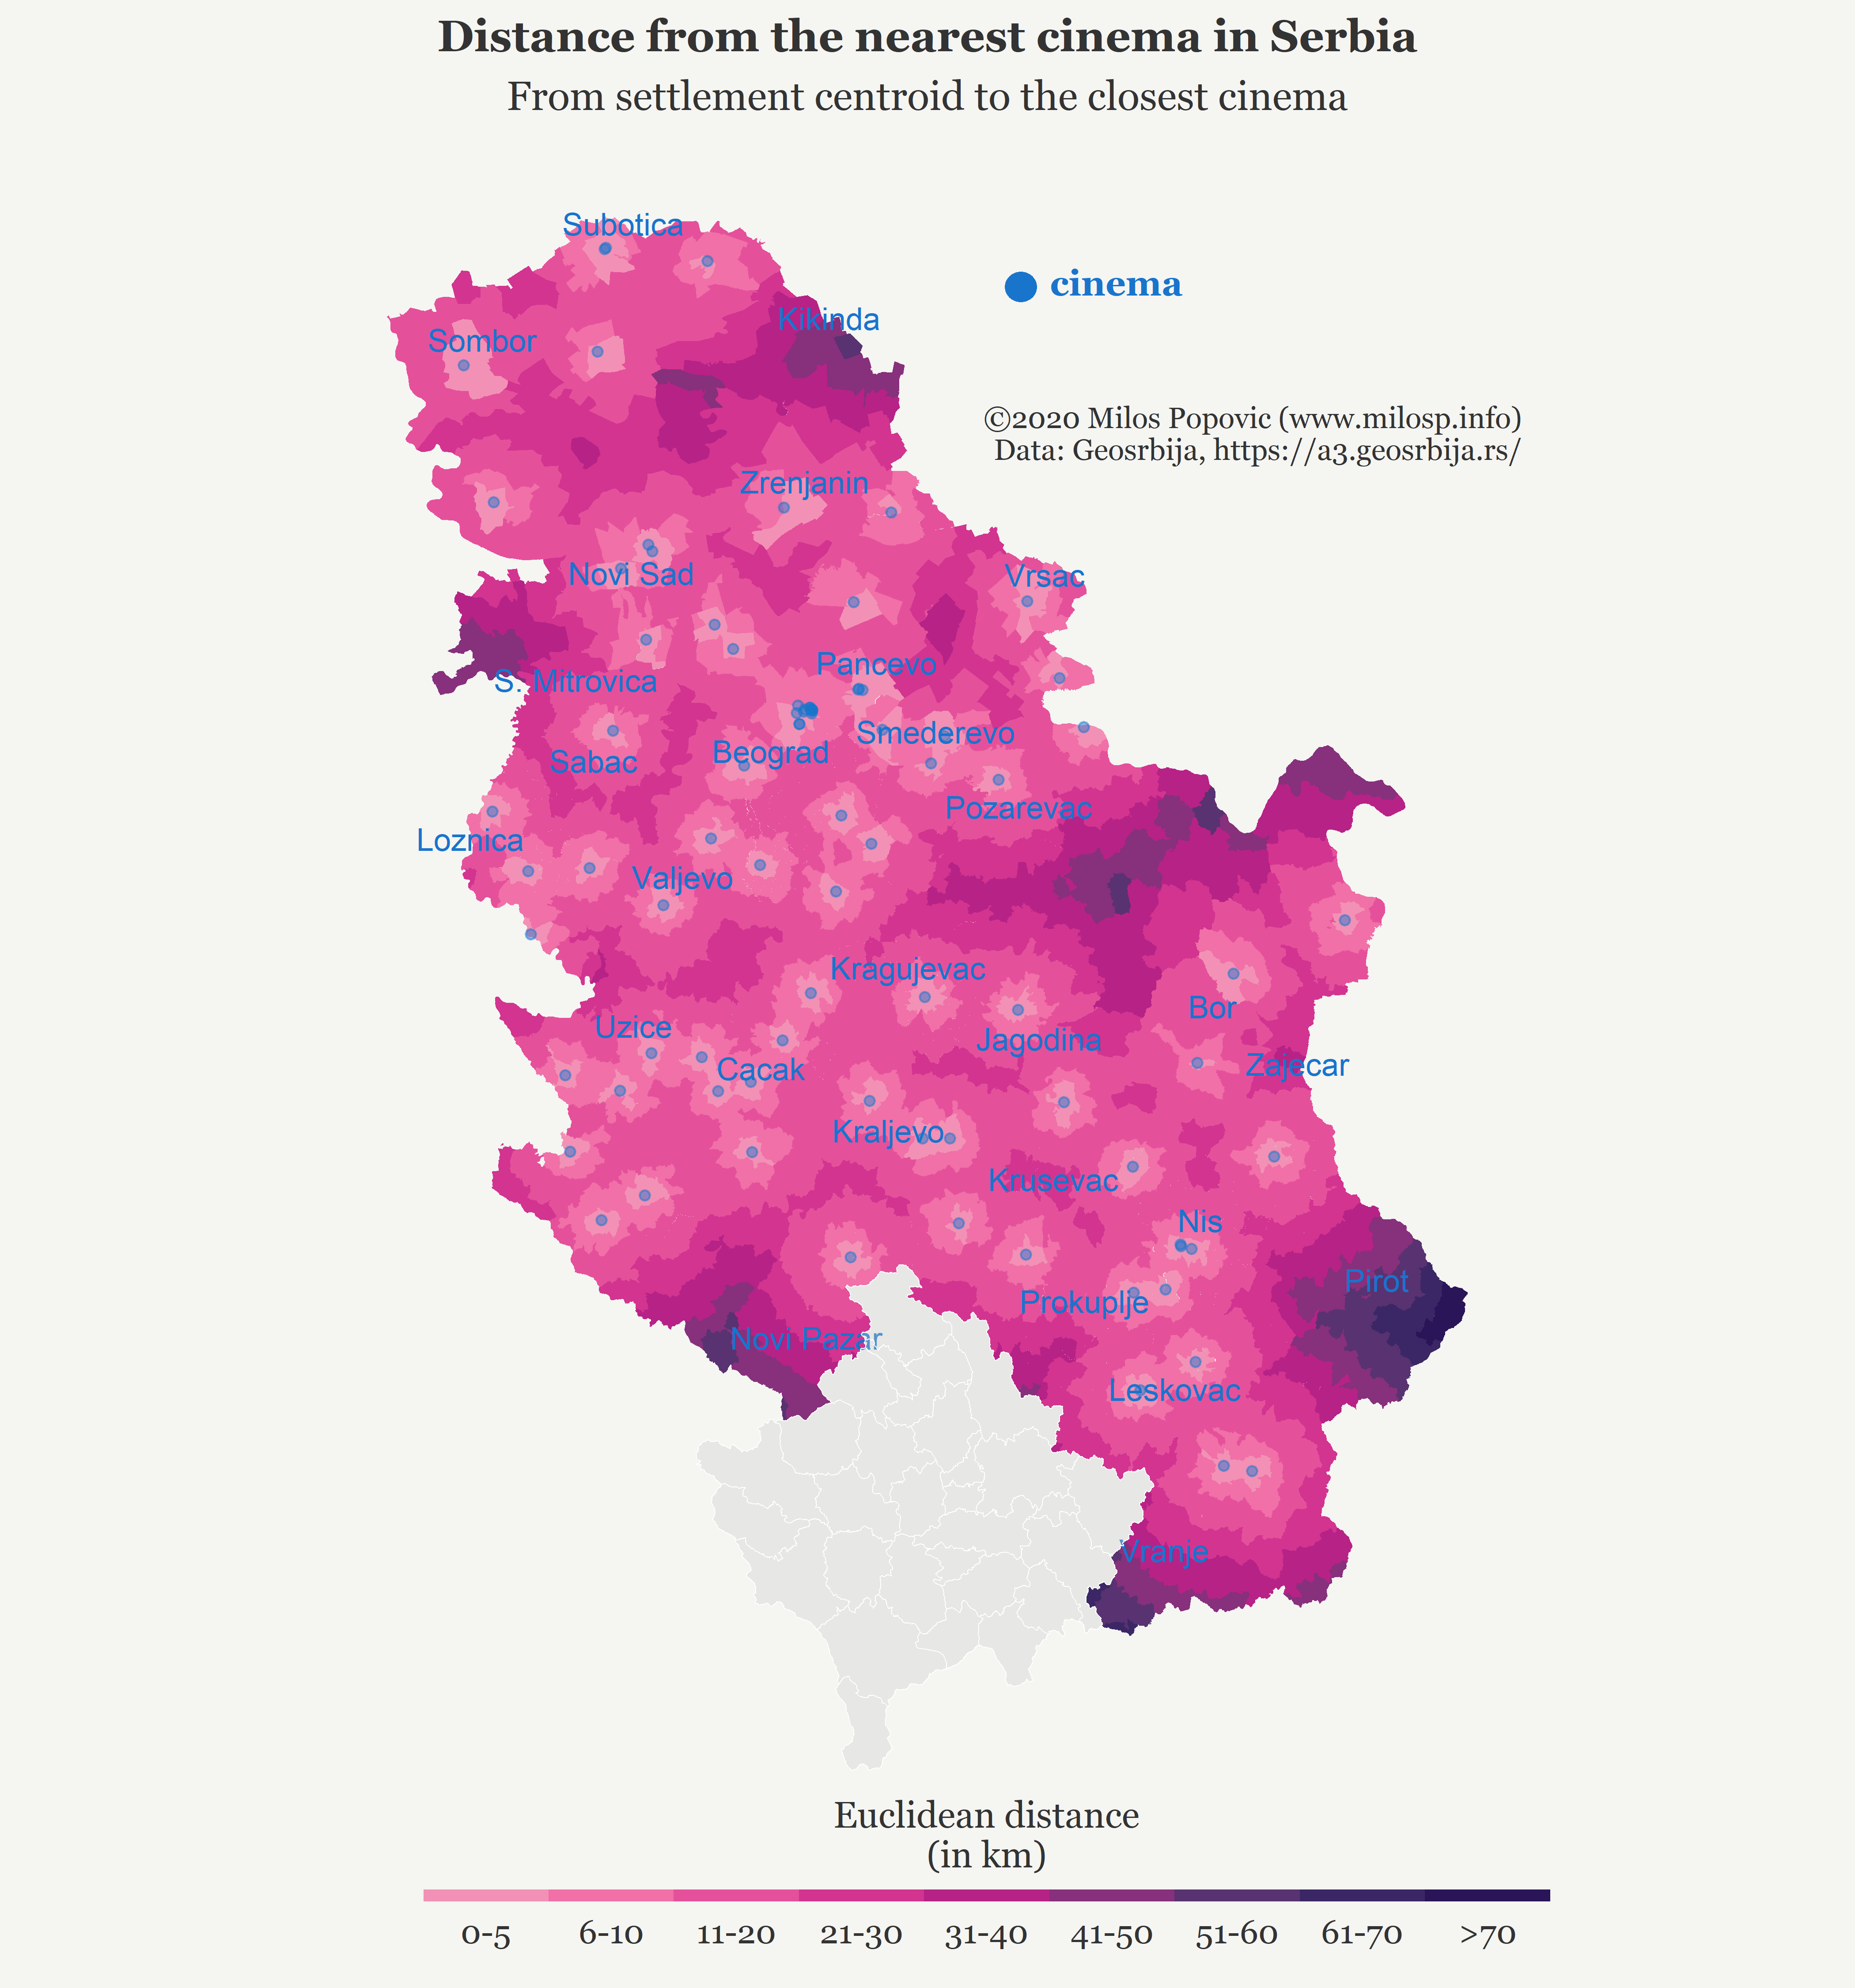 Distance from the nearest cinema in Serbia
From settlement centroid to the closest cinema
Subotica
cinema
Kikinda
Sombor
©2020 Milos Popovic (www.milosp.info)
Data: Geosrbija, https://a3.geosrbija.rs/
Zrenjanin
Novi Sad
Vrsac
Pancevo
S. Mitrovica
Smederevo
Beograd
Sabac
Pozarevac
Loznica
Valjevo
Kragujevac
Bor
Uzice
Jagodina
Zajecar
Cacak
Kraljevo
Krusevac
Nis
Pirot
Prokuplje
Novi Pazar
Leskovac
Vranje
Euclidean distance
(in km)
0-5 6-10 11-20 21-30 31-40 41-50 51-60 61-70 >70